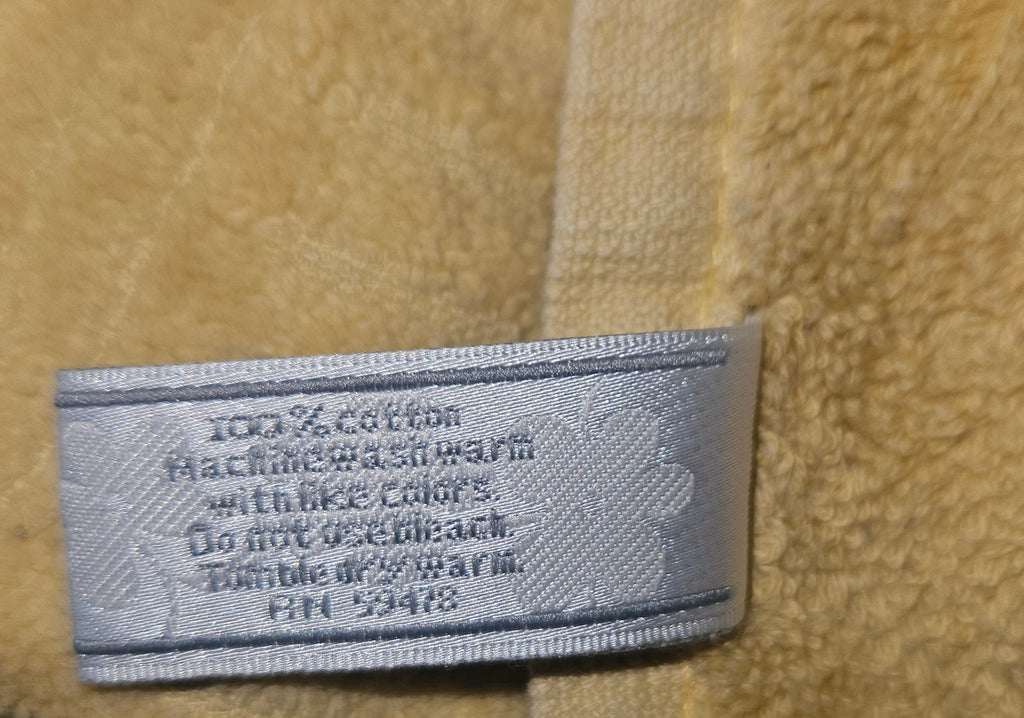 100% cotton
Machine wash warm
with like colors.
Do not use bleach.
Tumble dry warm.
RN 59478